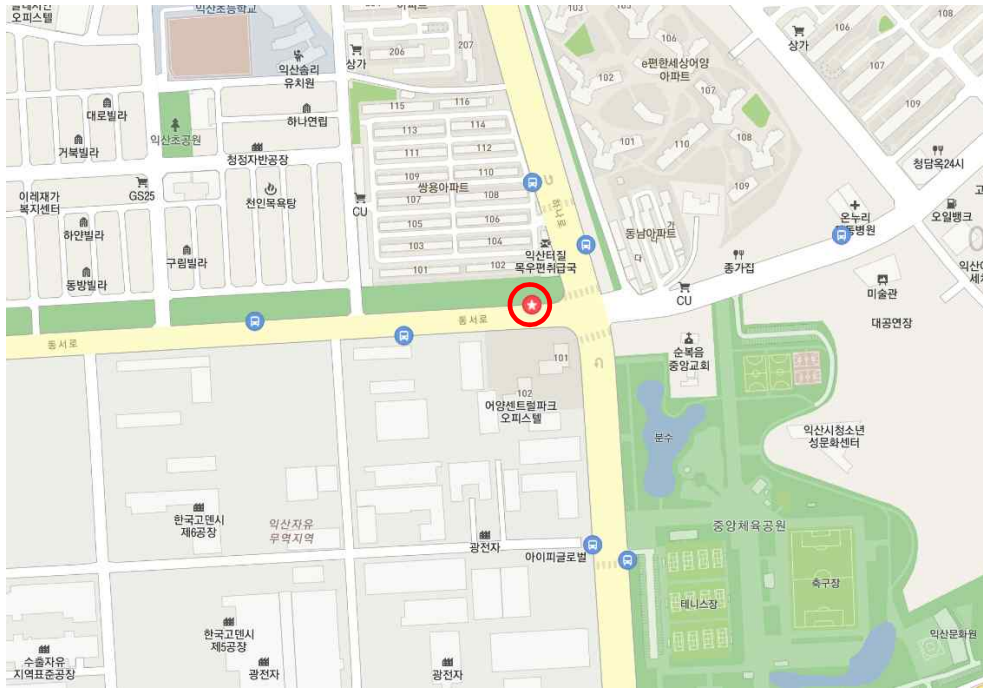 오피스텔
익산초등학교
아파트
상가
206
207
익산솜리
유치원
103
106
e편한세상어양
아파트
102
107
108
101
110
109
상가
106
108
107
109
대로빌라
하나연립
익산초공원
거북빌라
청정자반공장
115
116
113
114
111
112
109
110
쌍용아파트
107
108
105
106
103
104
101
102
CU
이레재가
복지센터
GS25
천인목욕탕
하얀빌라
구림빌라
동방빌라
하나로
익산터질
목우편취급국
동남아파트
가
나
다
종가집
CU
청담옥24시
온누리
오일뱅크
미술관
대공연장
동서로
동서로
순복음
중앙교회
101
102
어양센트럴파크
오피스텔
분수
익산시청소년
성문화센터
한국고덴시
제6공장
익산자유
무역지역
광전자
아이피글로벌
중앙체육공원
축구장
테니스장
한국고덴시
제5공장
수출자유
지역표준공장
광전자
광전자
익산문화원